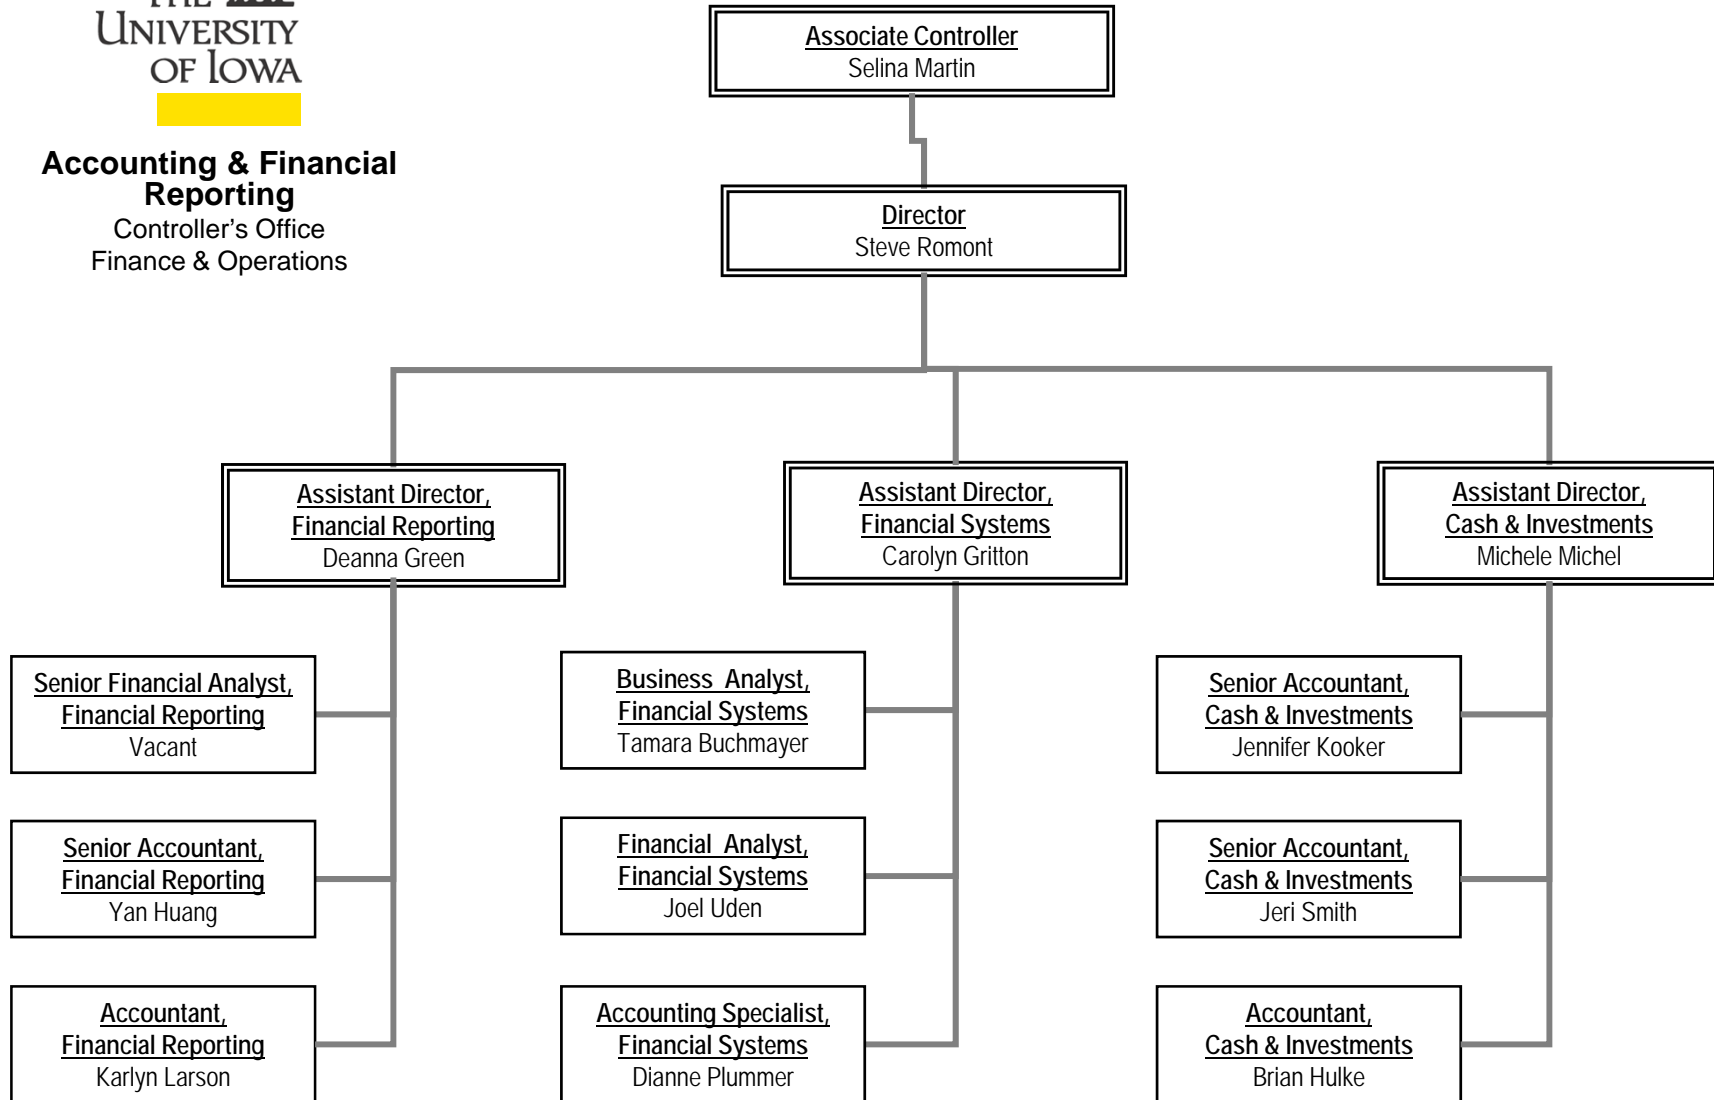 THE
UNIVERSITY
OF IOWA
Accounting & Financial
Reporting
Controller's Office
Finance & Operations
Associate Controller
Selina Martin
Director
Steve Romont
Assistant Director,
Financial Reporting
Deanna Green
Assistant Director,
Financial Systems
Carolyn Gritton
Assistant Director,
Cash & Investments
Michele Michel
Senior Financial Analyst,
Financial Reporting
Vacant
Business Analyst,
Financial Systems
Tamara Buchmayer
Senior Accountant,
Cash & Investments
Jennifer Kooker
Senior Accountant,
Financial Reporting
Yan Huang
Financial Analyst,
Financial Systems
Joel Uden
Senior Accountant,
Cash & Investments
Jeri Smith
Accountant,
Financial Reporting
Karlyn Larson
Accounting Specialist,
Financial Systems
Dianne Plummer
Accountant,
Cash & Investments
Brian Hulke